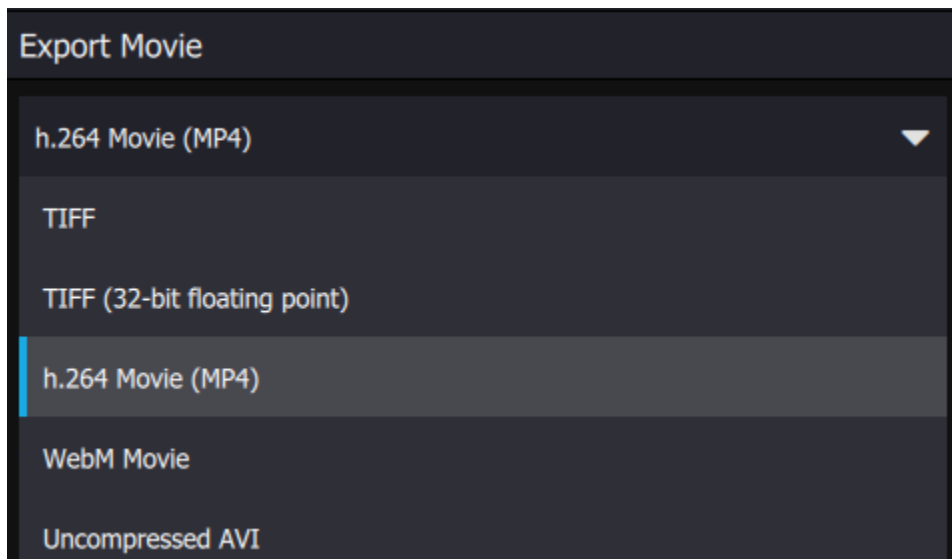 Export Movie
h.264 Movie (MP4)
TIFF
TIFF (32-bit floating point)
h.264 Movie (MP4)
WebM Movie
Uncompressed AVI